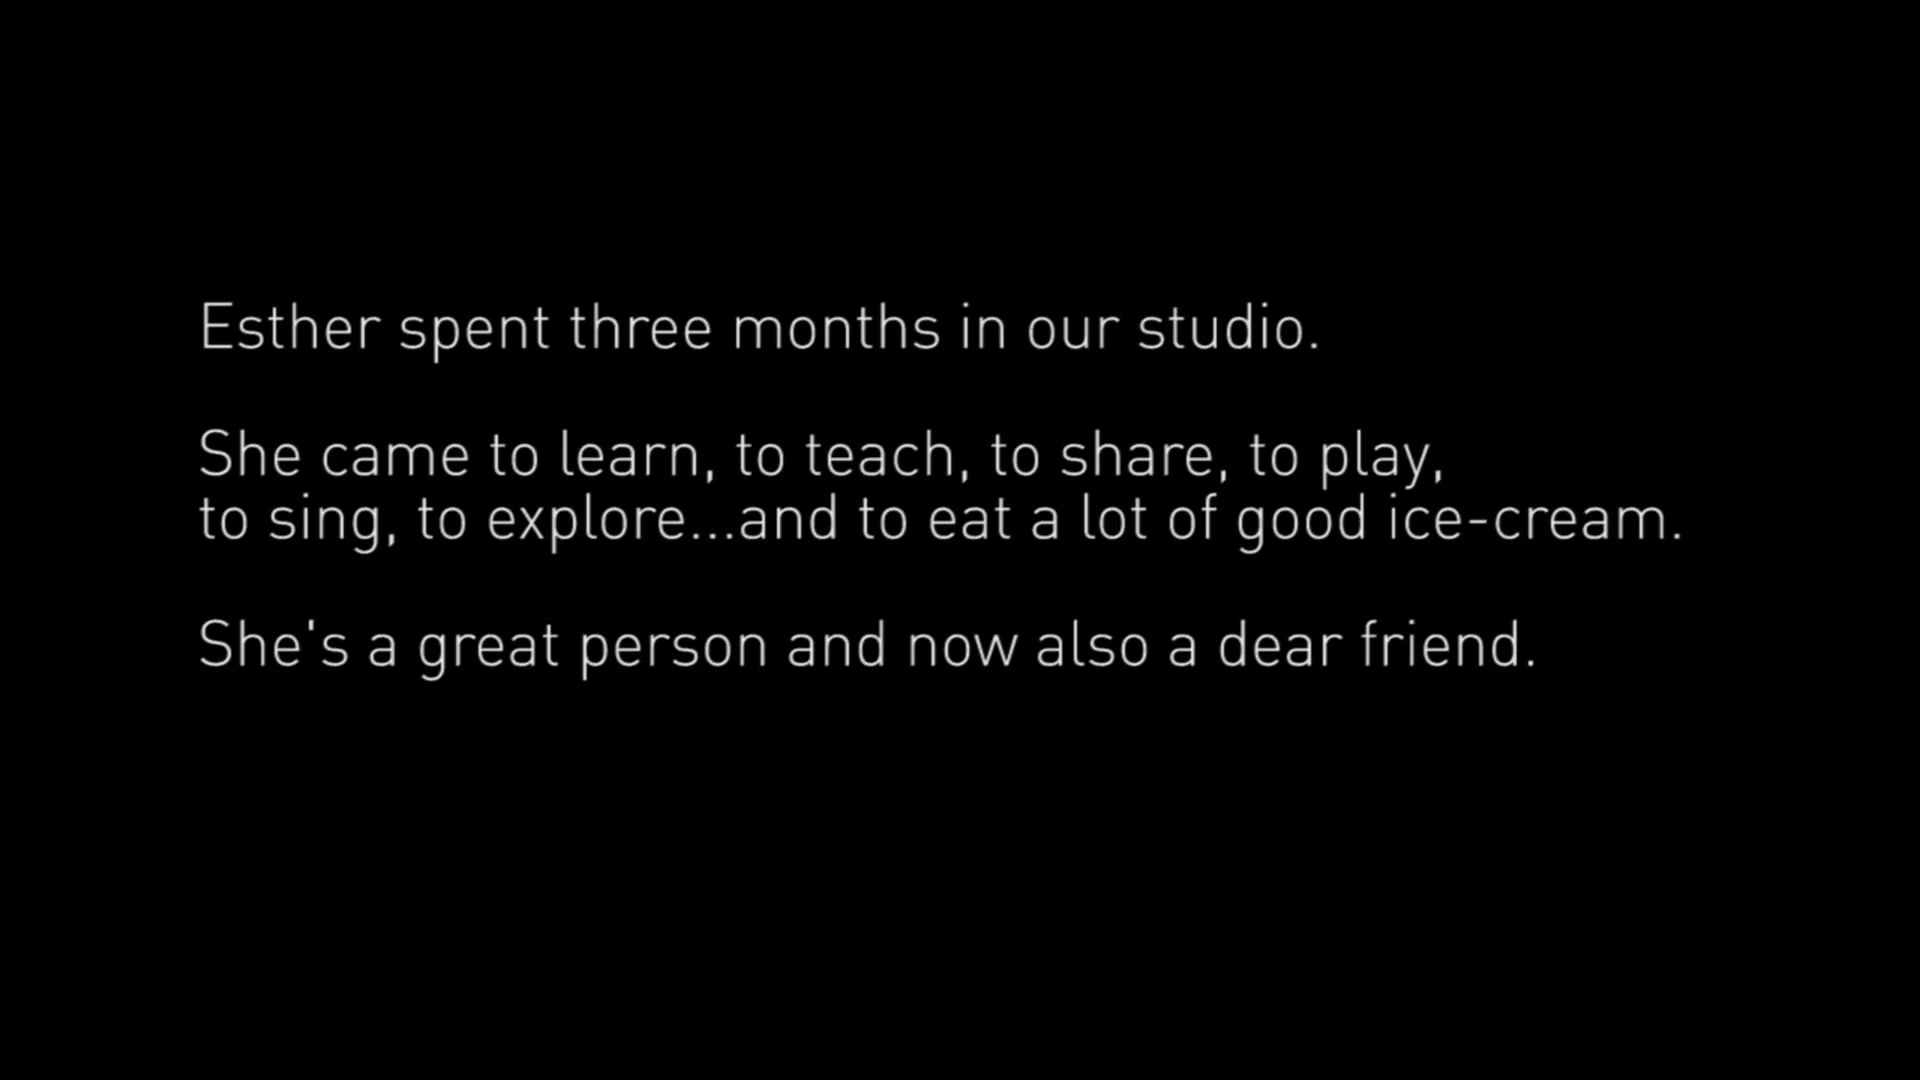 Esther spent three months in our studio.
She came to learn, to teach, to share, to play,
to sing, to explore...and to eat a lot of good ice-cream.
She's a great person and now also a dear friend.